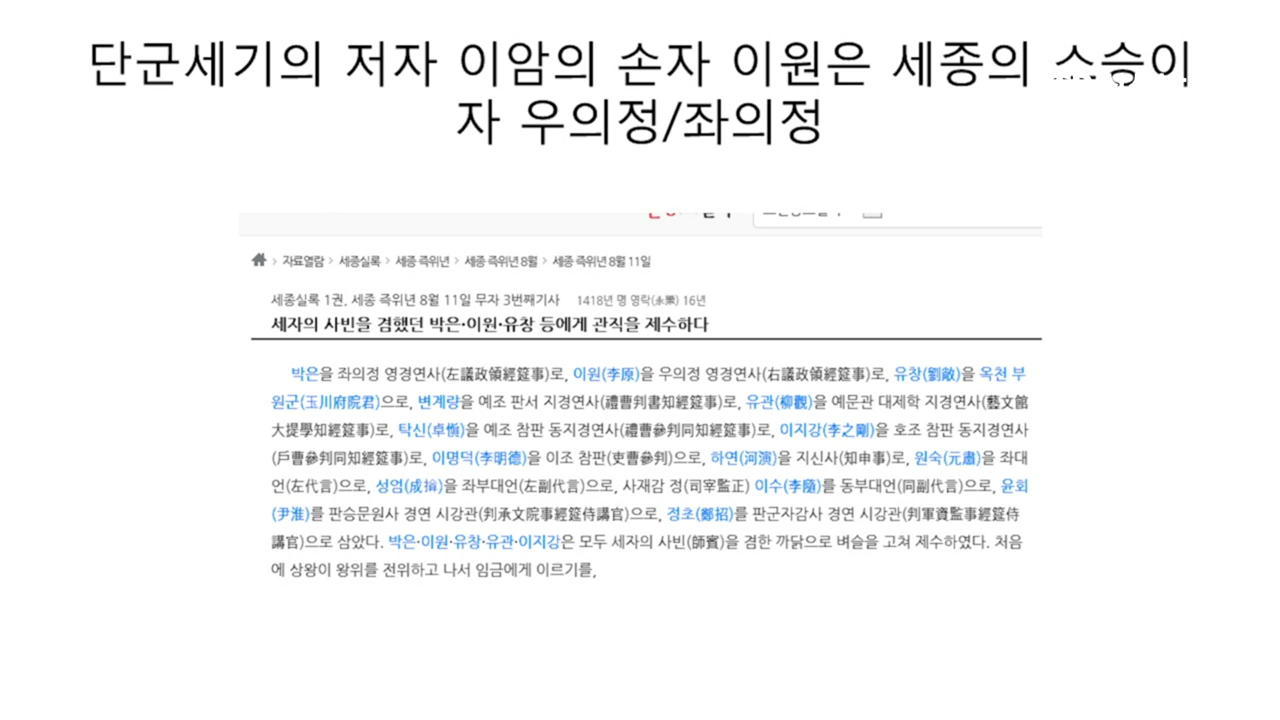 단군세기의 저자 이암의 손자 이원은 세종의 스승이
자 우의정/좌의정
자료열람 › 세종실록 › 세종 즉위년 › 세종 즉위년 8월 › 세종 즉위년 8월 11일
세종실록 1권, 세종 즉위년 8월 11일 무자 3번째기사 1418년 명 영락(永樂) 16년
세자의 사빈을 겸했던 박은·이원·유창 등에게 관직을 제수하다
박은을 좌의정 영경연사(左議政領經筵事)로, 이원(李原)을 우의정 영경연사(右議政領經筵事)로, 유창(劉敞)을 옥천 부
원군(玉川府院君)으로, 변계량을 예조 판서 지경연사(禮曹判書知經筵事)로, 유관(柳觀)을 예문관 대제학 지경연사(藝文館
大提學知經筵事)로, 탁신(卓愼)을 예조 참판 동지경연사(禮曹參判同知經筵事)로, 이지강(李之剛)을 호조 참판 동지경연사
(戶曹參判同知經筵事)로, 이명덕(李明德)을 이조 참판(吏曹參判)으로, 하연(河演)을 지신사(知申事)로, 원숙(元肅)을 좌대
언(左代言)으로, 성엄(成揜)을 좌부대언(左副代言)으로, 사재감 정(司宰監正) 이수(李隨)를 동부대언(同副代言)으로, 윤회
(尹淮)를 판승문원사 경연 시강관(判承文院事經筵侍講官)으로, 정초(鄭招)를 판군자감사 경연 시강관(判軍資監事經筵侍
講官)으로 삼았다. 박은·이원·유창·유관·이지강은 모두 세자의 사빈(師賓)을 겸한 까닭으로 벼슬을 고쳐 제수하였다. 처음
에 상왕이 왕위를 전위하고 나서 임금에게 이르기를,